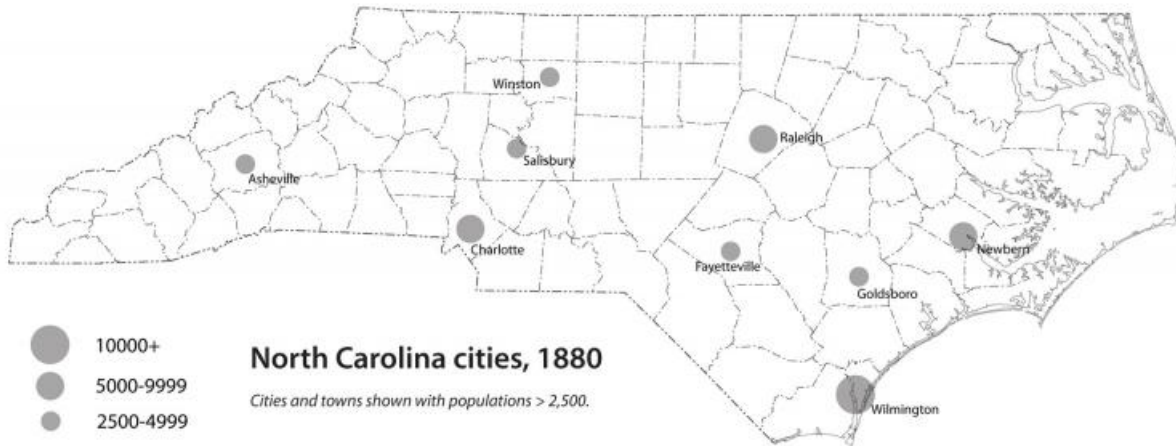 Winston
Raleigh
Salisbury
Asheville
Charlotte
Newbern
Fayetteville
Goldsboro
10000+
North Carolina cities, 1880
5000-9999
Cities and towns shown with populations > 2,500.
2500-4999
Wilmington